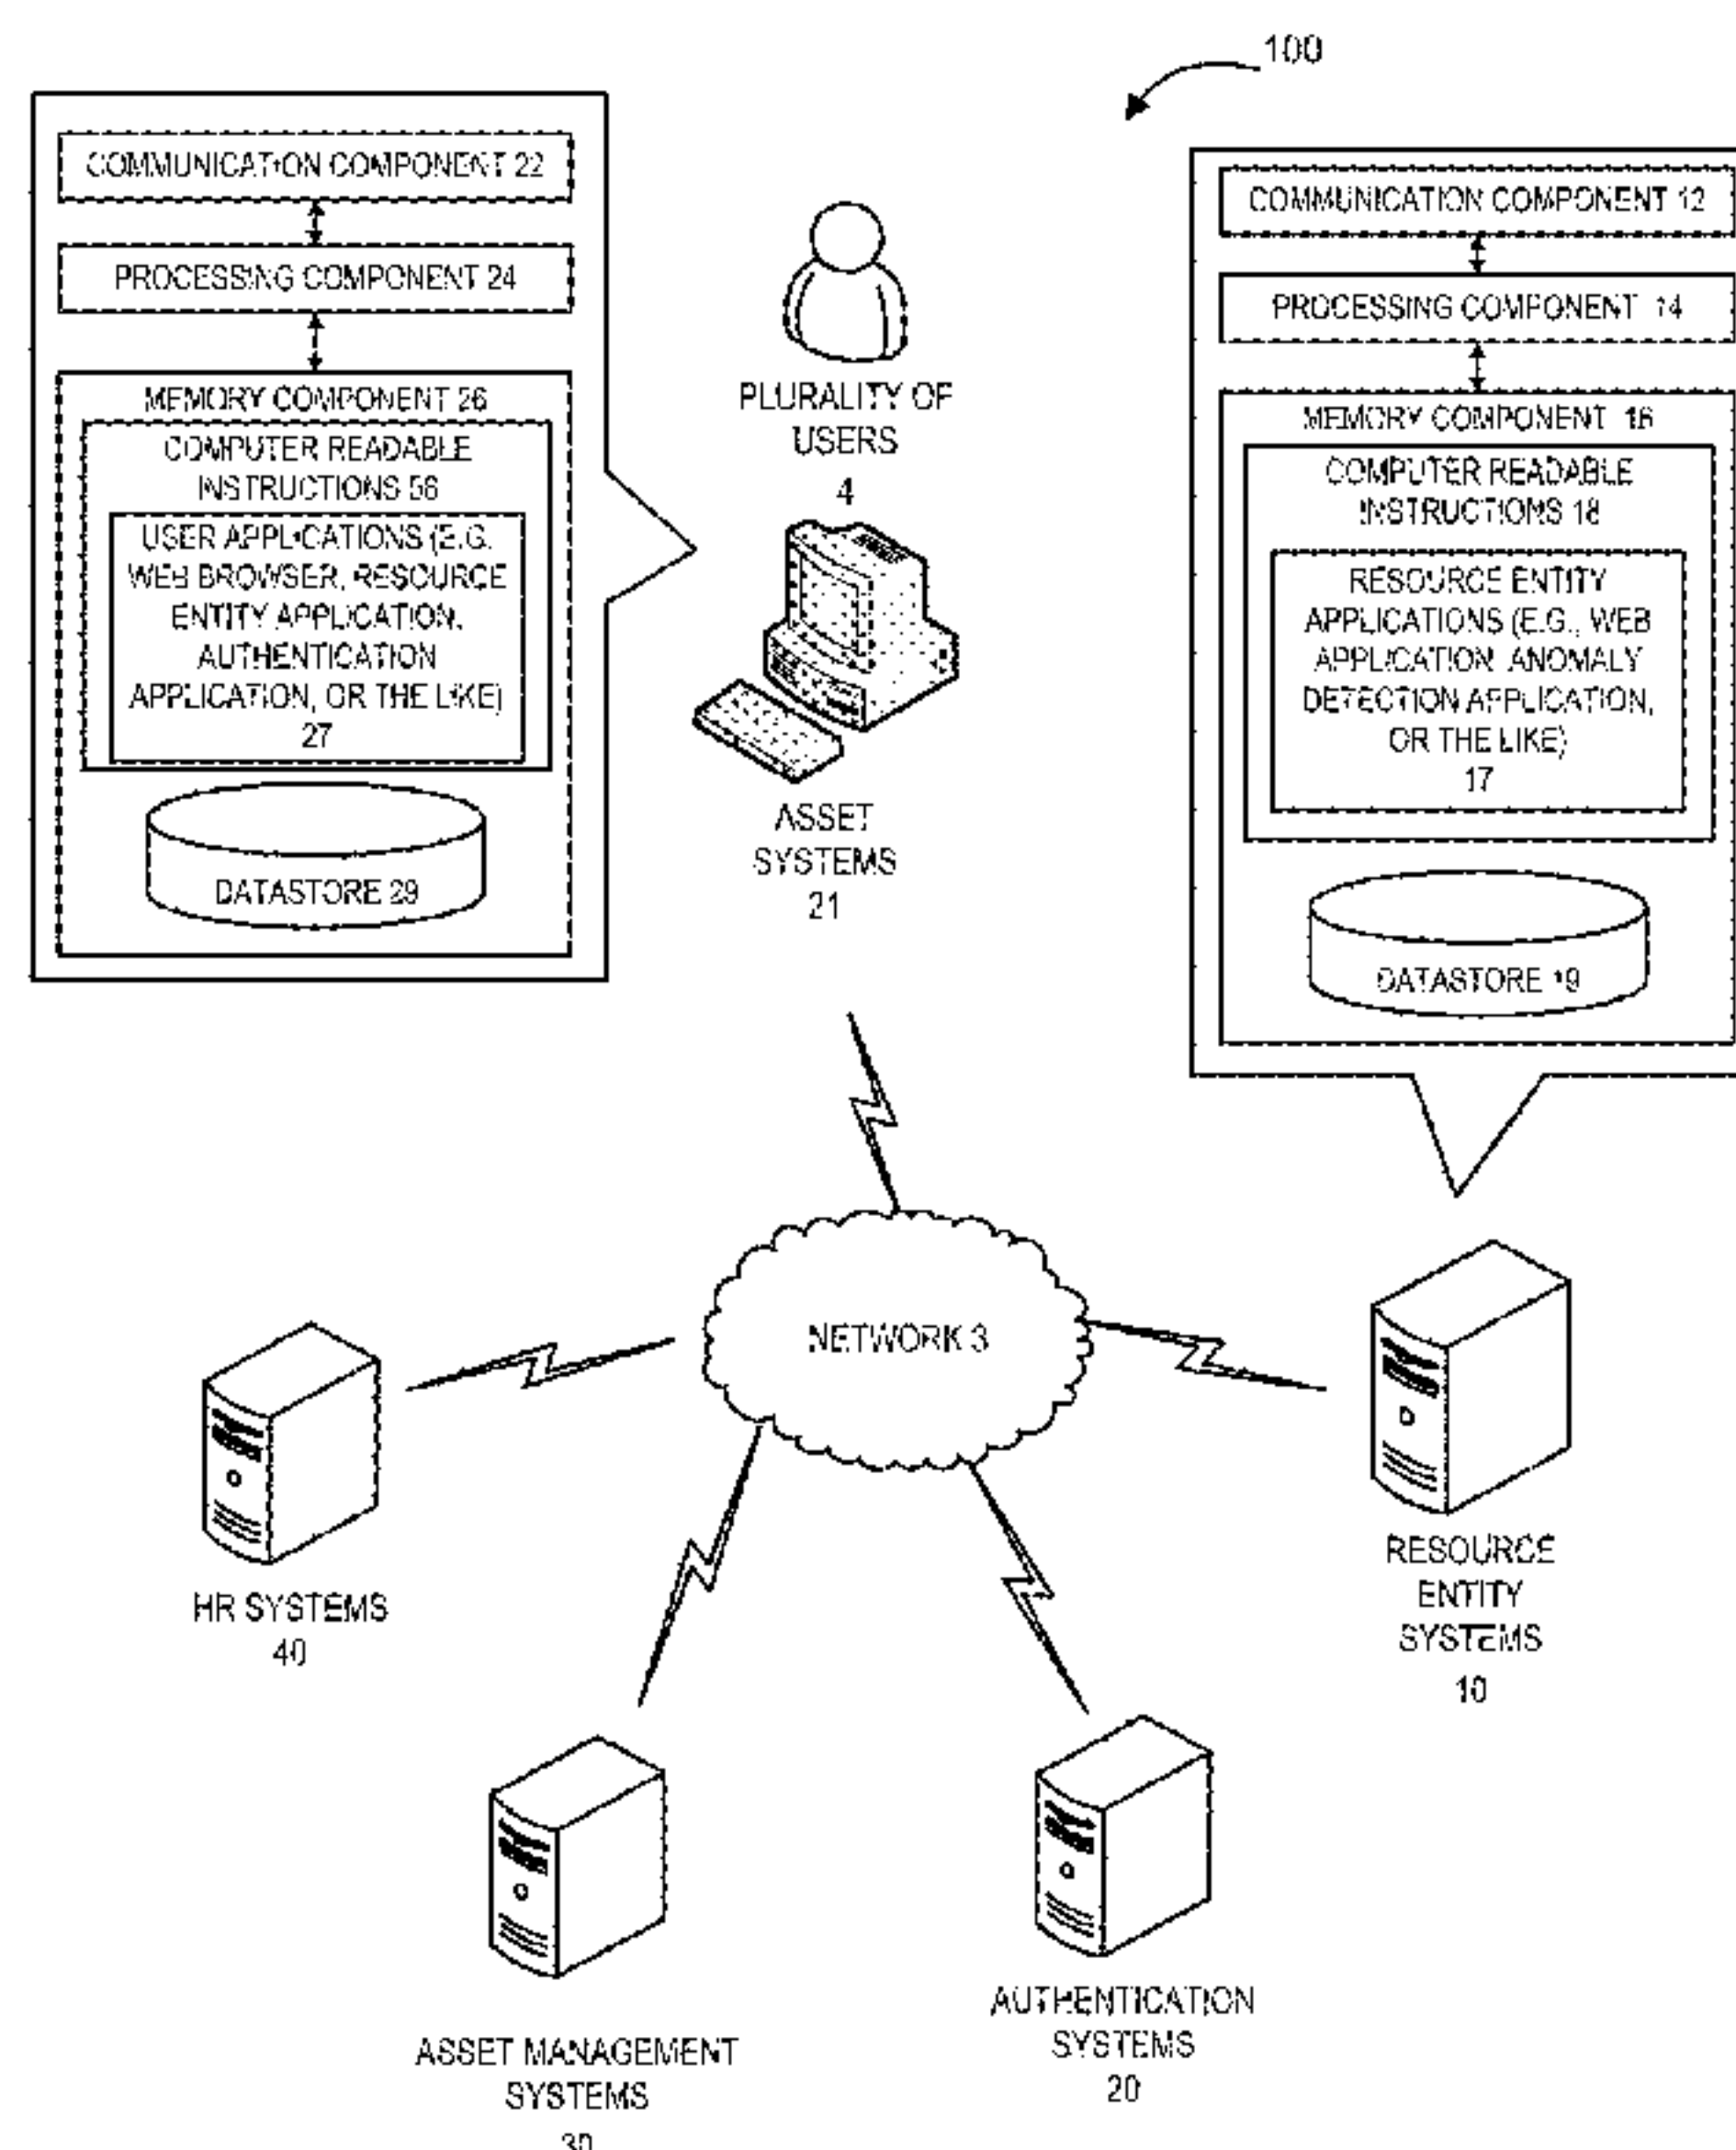 100
COMMUNICATION COMPONENT 22
PROCESSING COMPONENT 24
MEMORY COMPONENT 26
COMPUTER READABLE
INSTRUCTIONS 56
USER APPLICATIONS (E.G.
WEB BROWSER, RESOURCE
ENTITY APPLICATION,
AUTHENTICATION
APPLICATION, OR THE LIKE)
27
DATASTORE 29
PLURALITY OF
USERS
4
ASSET
SYSTEMS
21
COMMUNICATION COMPONENT 12
PROCESSING COMPONENT 14
MEMORY COMPONENT 16
COMPUTER READABLE
INSTRUCTIONS 18
RESOURCE ENTITY
APPLICATIONS (E.G., WEB
APPLICATION, ANOMALY
DETECTION APPLICATION,
OR THE LIKE)
17
DATASTORE 19
NETWORK 3
HR SYSTEMS
40
RESOURCE
ENTITY
SYSTEMS
10
ASSET MANAGEMENT
SYSTEMS
30
AUTHENTICATION
SYSTEMS
20